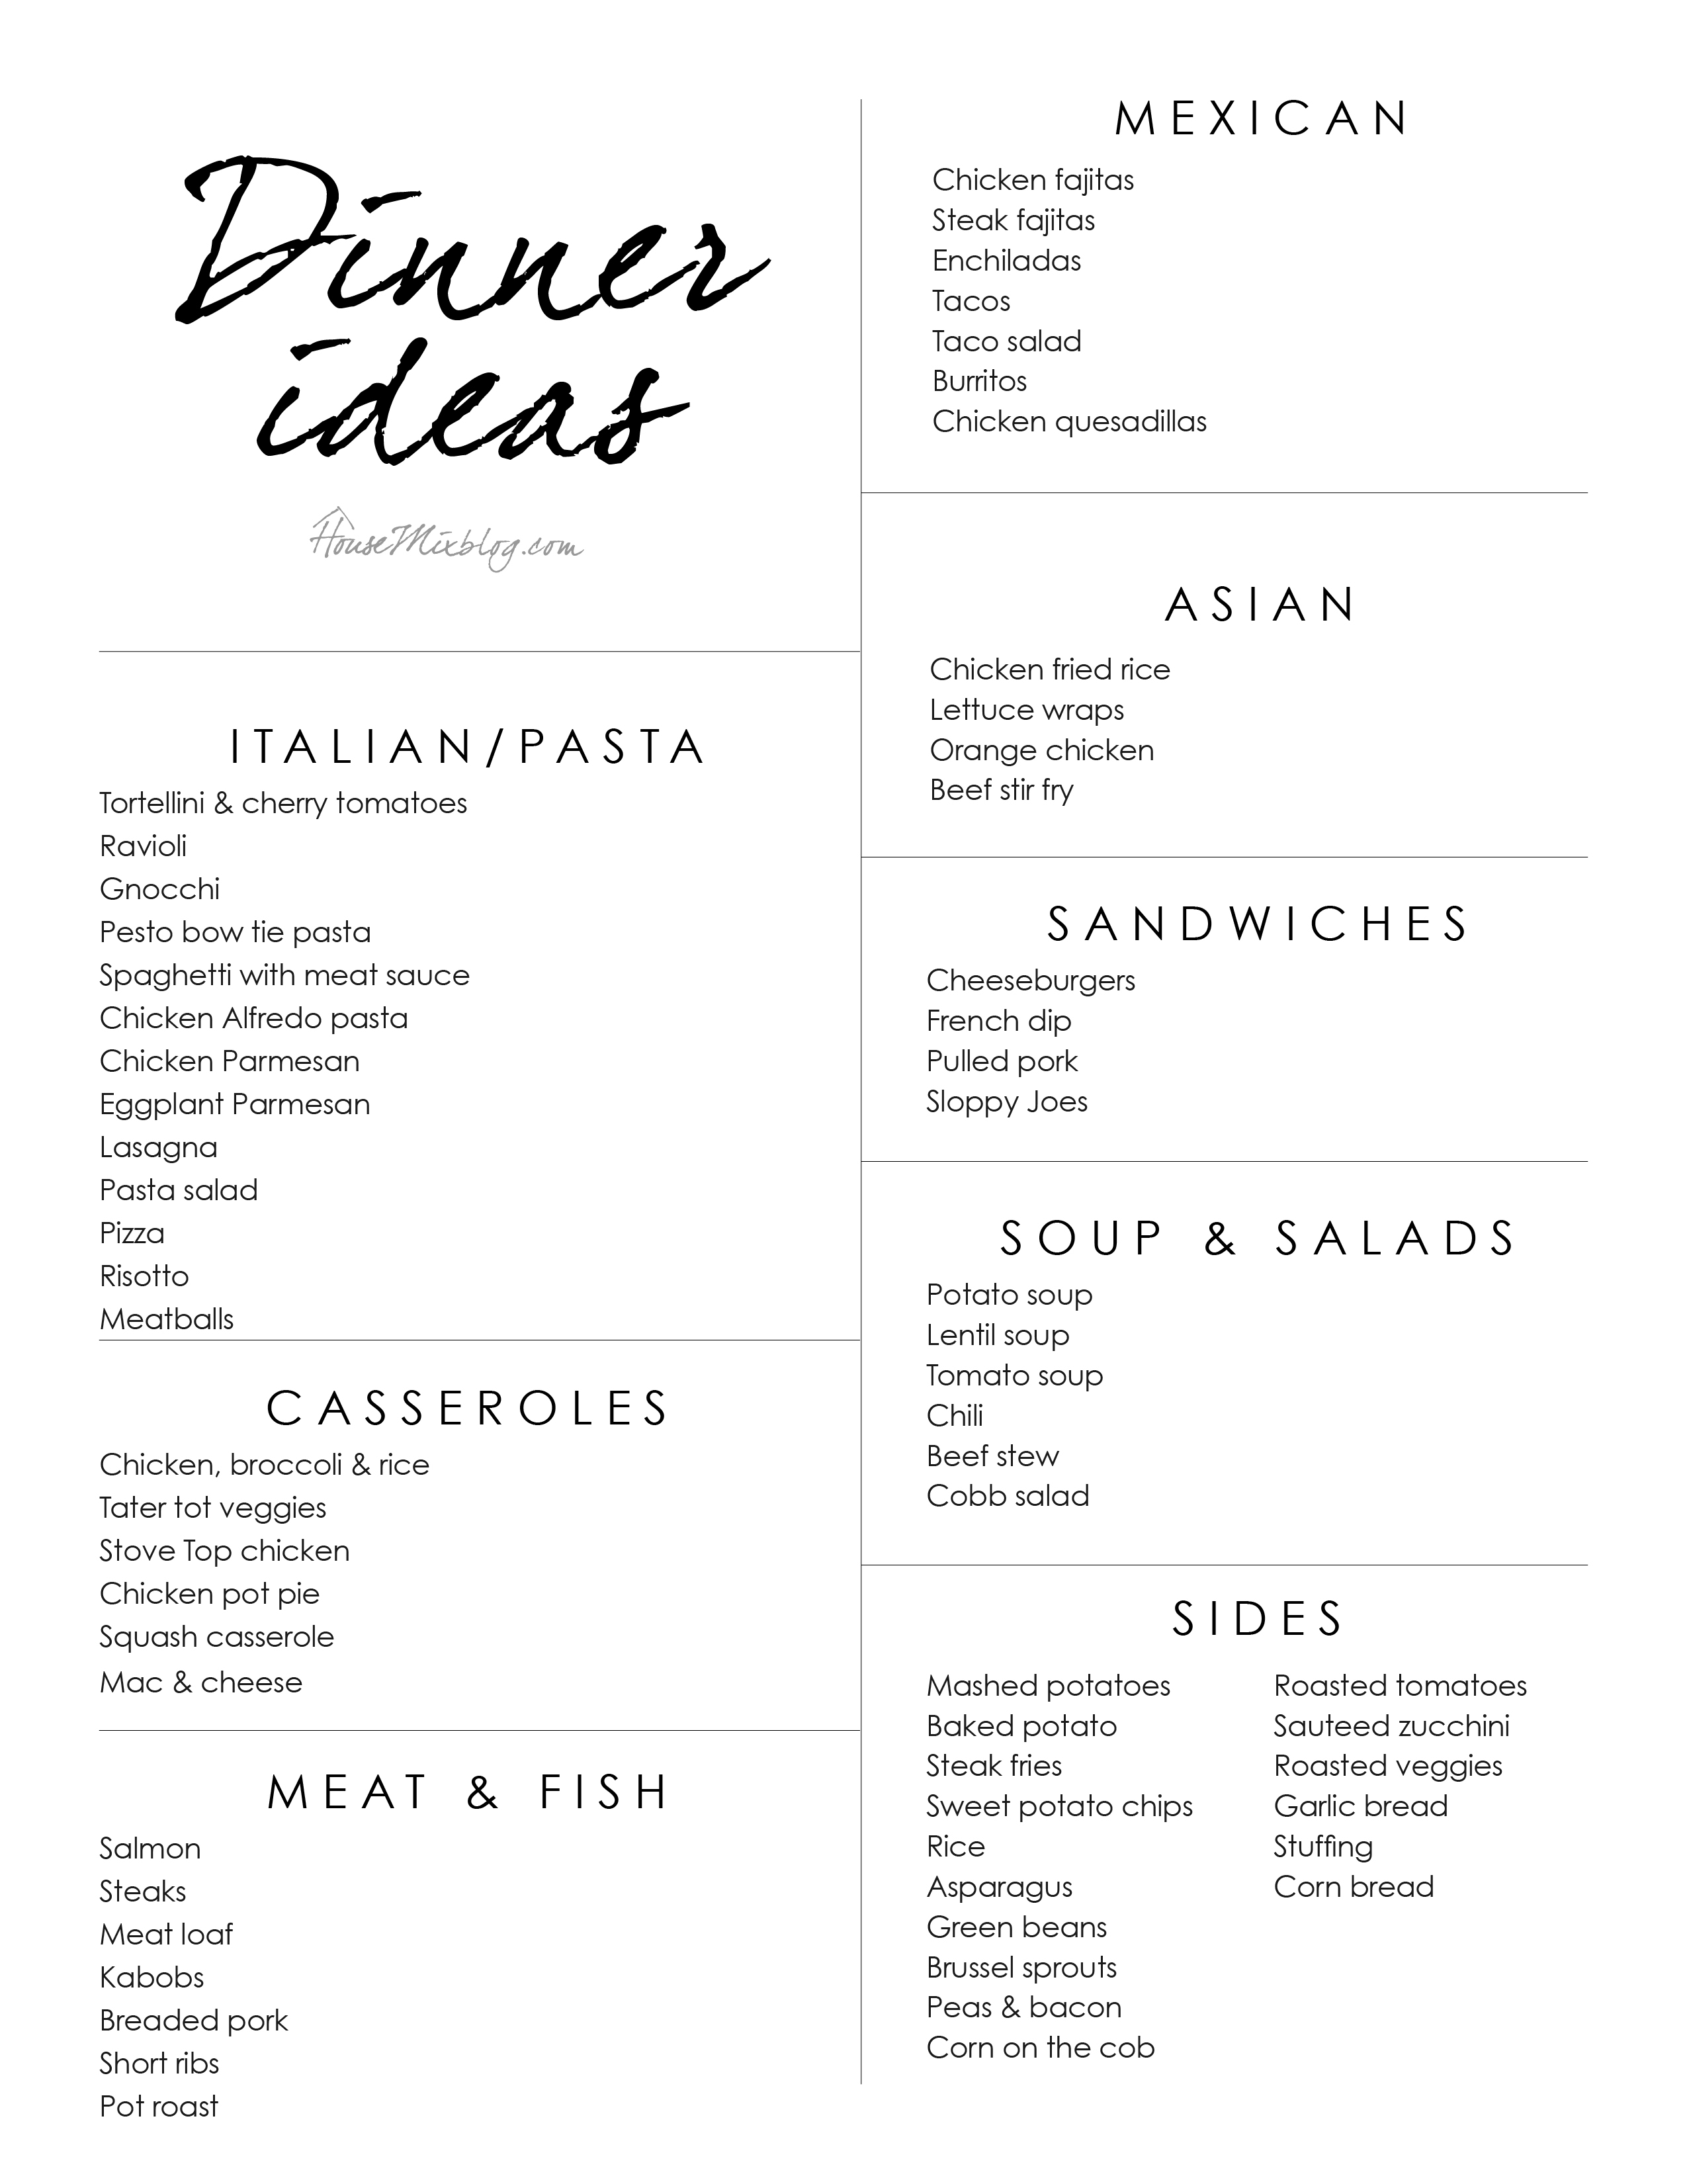 Dinner
ideas
HouseMixblog.com
ITALIAN/PASTA
Tortellini & cherry tomatoes
Ravioli
Gnocchi
Pesto bow tie pasta
Spaghetti with meat sauce
Chicken Alfredo pasta
Chicken Parmesan
Eggplant Parmesan
Lasagna
Pasta salad
Pizza
Risotto
Meatballs
CASSEROLES
Chicken, broccoli & rice
Tater tot veggies
Stove Top chicken
Chicken pot pie
Squash casserole
Mac & cheese
MEAT & FISH
Salmon
Steaks
Meat loaf
Kabobs
Breaded pork
Short ribs
Pot roast
MEXICAN
Chicken fajitas
Steak fajitas
Enchiladas
Tacos
Taco salad
Burritos
Chicken quesadillas
ASIAN
Chicken fried rice
Lettuce wraps
Orange chicken
Beef stir fry
SANDWICHES
Cheeseburgers
French dip
Pulled pork
Sloppy Joes
SOUP & SALADS
Potato soup
Lentil soup
Tomato soup
Chili
Beef stew
Cobb salad
SIDES
Mashed potatoes
Baked potato
Steak fries
Sweet potato chips
Rice
Asparagus
Green beans
Brussel sprouts
Peas & bacon
Corn on the cob
Roasted tomatoes
Sauteed zucchini
Roasted veggies
Garlic bread
Stuffing
Corn bread